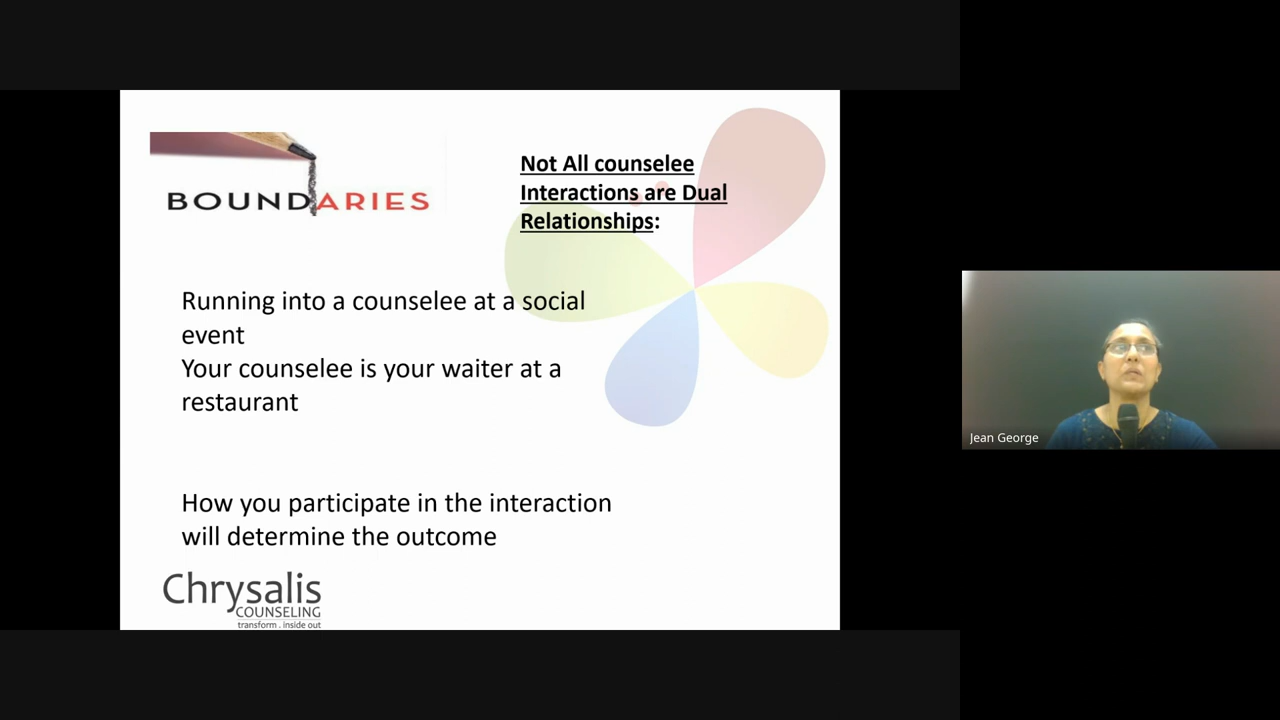 BOUNDARIES
Not All counselee
Interactions are Dual
Relationships:
Running into a counselee at a social
event
Your counselee is your waiter at a
restaurant
How you participate in the interaction
will determine the outcome
Chrysalis
COUNSELING
transform . inside out
Jean George